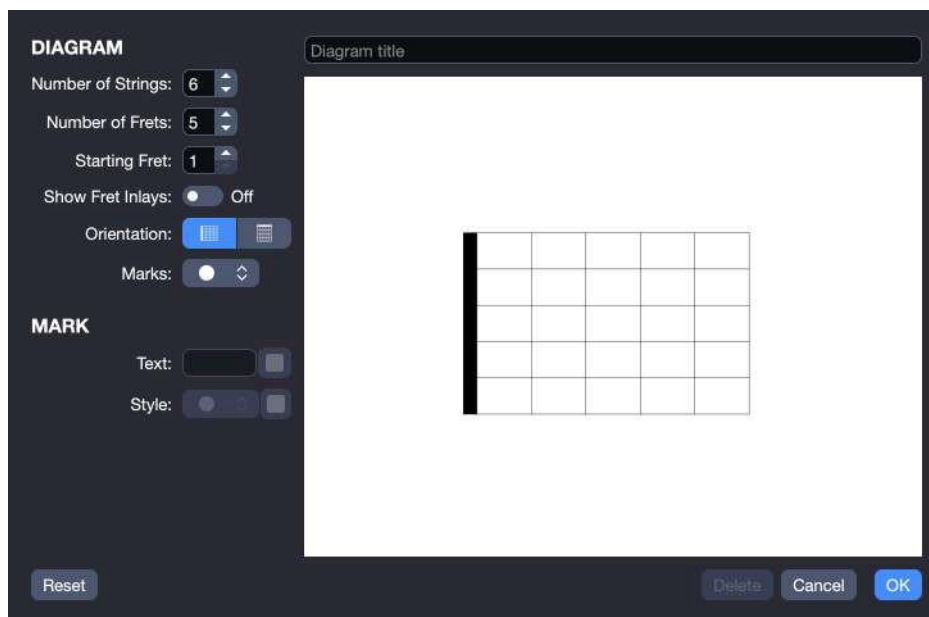 DIAGRAM
Diagram title
Number of Strings: 6
Number of Frets: 5
Starting Fret: 1
Show Fret Inlays: Off
Orientation:
Marks:
MARK
Text:
Style:
Reset Delete Cancel OK